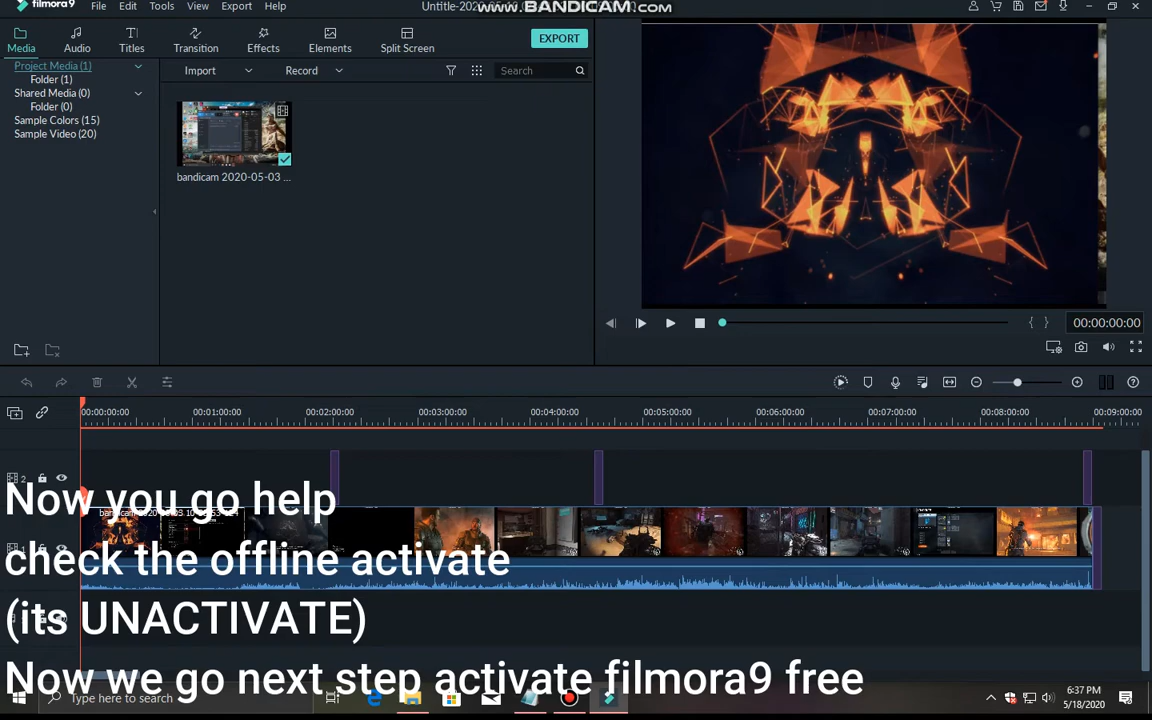 filmora9 File Edit Tools View Export Help
Untitle-2020-05-
WWW.BANDICAM.COM
Media Audio Titles Transition Effects Elements Split Screen EXPORT
Project Media (1)
Folder (1)
Shared Media (0)
Folder (0)
Sample Colors (15)
Sample Video (20)
Import Record Search
bandicam 2020-05-03 ...
00:00:00:00
00:00:00:00 00:01:00:00 00:02:00:00 00:03:00:00 00:04:00:00 00:05:00:00 00:06:00:00 00:07:00:00 00:08:00:00 00:09:00:00
2
Now you go help
check the offline activate
(its UNACTIVATE)
Now we go next step activate filmora9 free
Type here to search
6:37 PM
5/18/2020